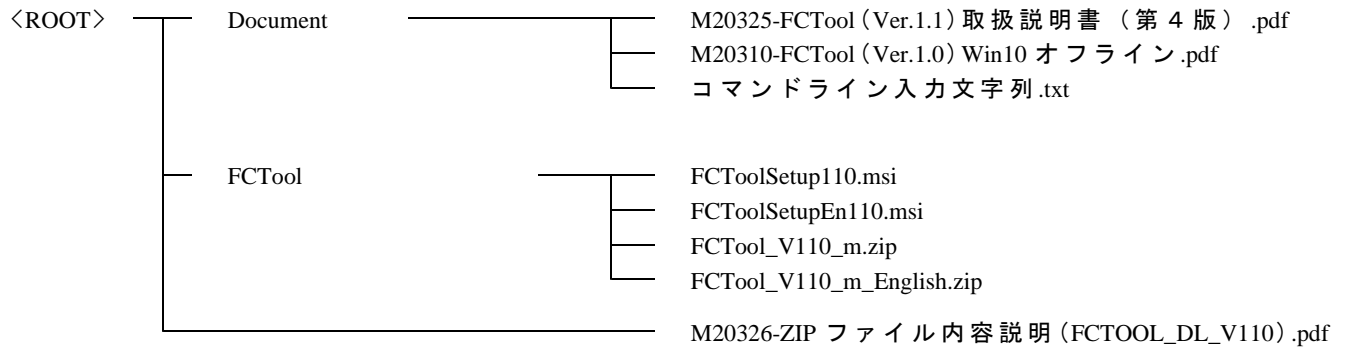 〈ROOT〉 Document M20325-FCTool（Ver.1.1）取扱説明書（第４版）.pdf
M20310-FCTool（Ver.1.0）Win10 オフライン.pdf
コマンドライン入力文字列.txt
FCTool FCToolSetup110.msi
FCToolSetupEn110.msi
FCTool_V110_m.zip
FCTool_V110_m_English.zip
M20326-ZIP ファイル内容説明（FCTOOL_DL_V110）.pdf